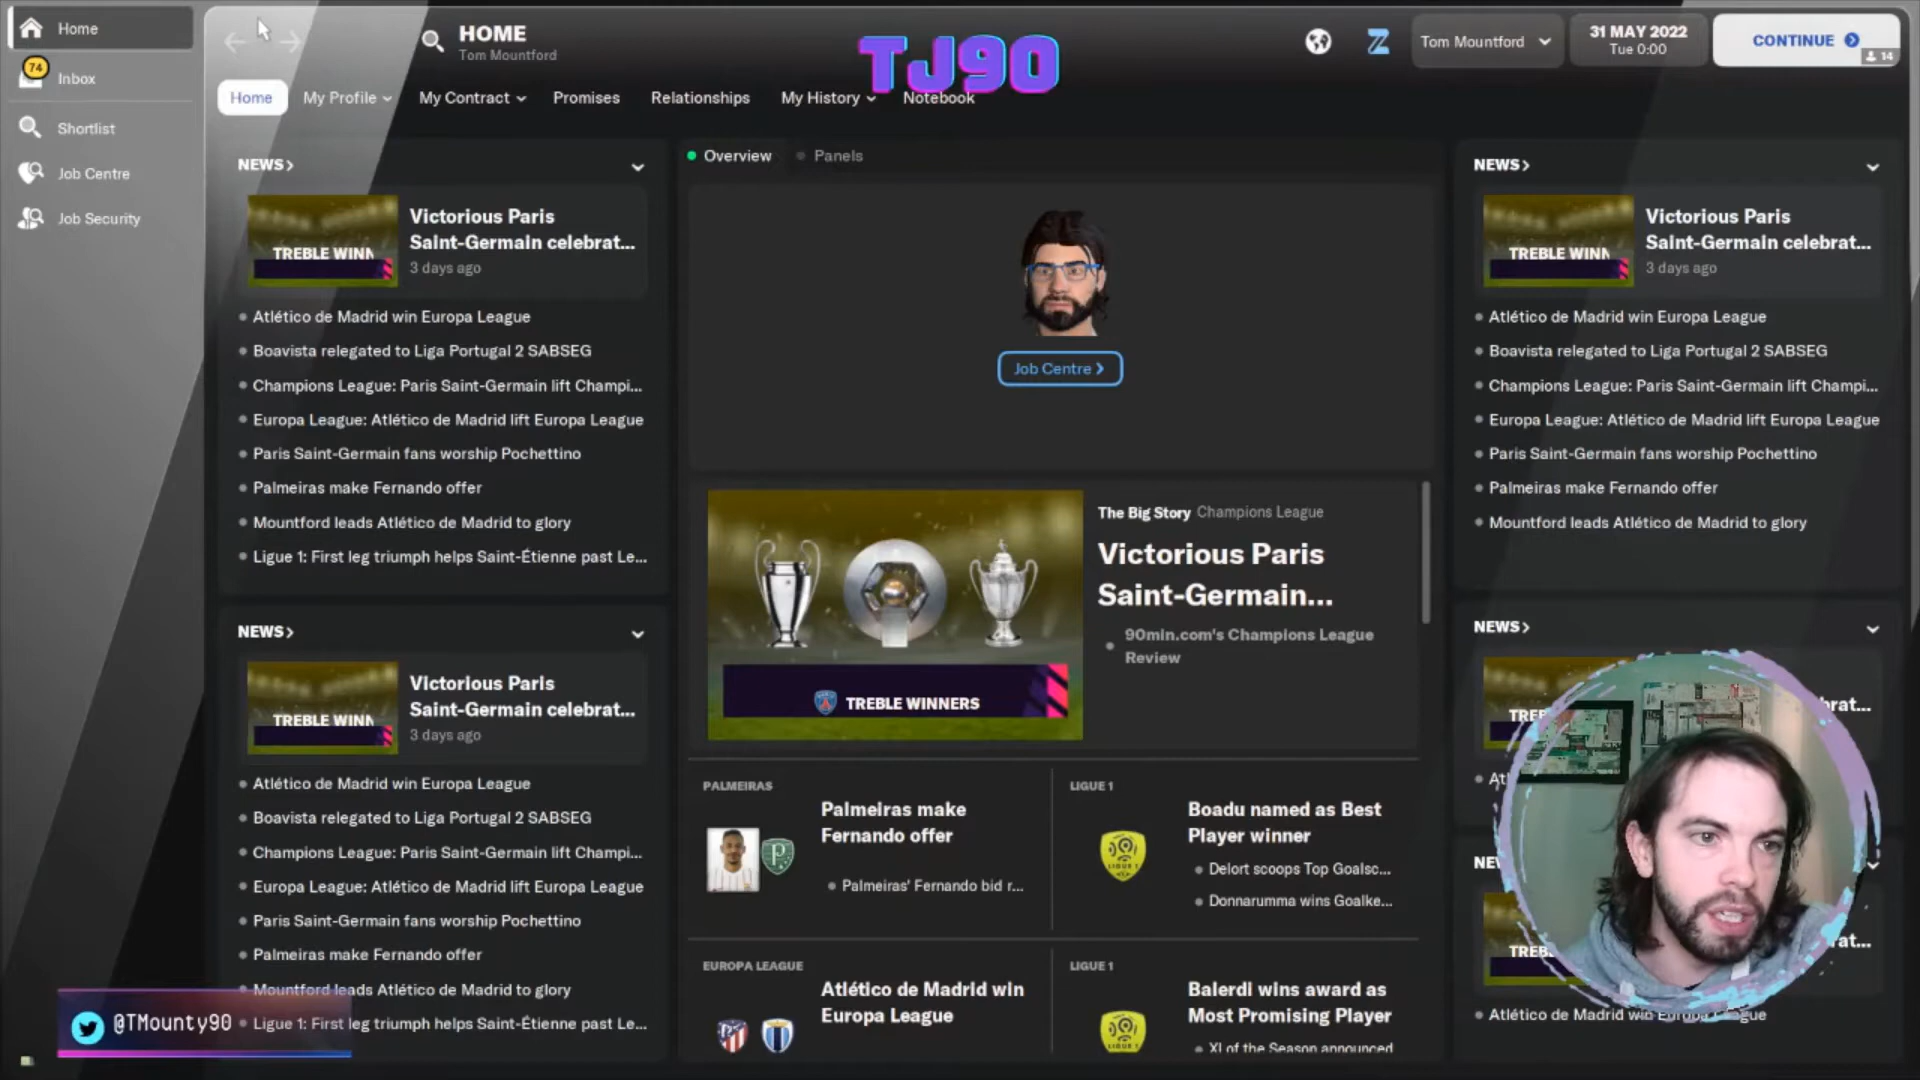 Home
74
Inbox
Shortlist
Job Centre
Job Security
HOME
Tom Mountford
TJ90
Tom Mountford
31 MAY 2022
Tue 0:00
CONTINUE
14
Home
My Profile
My Contract
Promises
Relationships
My History
Notebook
NEWS
Victorious Paris
Saint-Germain celebrat...
3 days ago
TREBLE WINN
Atlético de Madrid win Europa League
Boavista relegated to Liga Portugal 2 SABSEG
Champions League: Paris Saint-Germain lift Champi...
Europa League: Atlético de Madrid lift Europa League
Paris Saint-Germain fans worship Pochettino
Palmeiras make Fernando offer
Mountford leads Atlético de Madrid to glory
Ligue 1: First leg triumph helps Saint-Étienne past Le...
NEWS
Victorious Paris
Saint-Germain celebrat...
3 days ago
TREBLE WINN
Atlético de Madrid win Europa League
Boavista relegated to Liga Portugal 2 SABSEG
Champions League: Paris Saint-Germain lift Champi...
Europa League: Atlético de Madrid lift Europa League
Paris Saint-Germain fans worship Pochettino
Palmeiras make Fernando offer
Mountford leads Atlético de Madrid to glory
Ligue 1: First leg triumph helps Saint-Étienne past Le...
@TMounty90
Overview
Panels
Job Centre
TREBLE WINNERS
The Big Story Champions League
Victorious Paris
Saint-Germain...
90min.com's Champions League
Review
PALMEIRAS
Palmeiras make
Fernando offer
Palmeiras' Fernando bid r...
LIGUE 1
Boadu named as Best
Player winner
Delort scoops Top Goalsc...
Donnarumma wins Goalke...
EUROPA LEAGUE
Atlético de Madrid win
Europa League
LIGUE 1
Balerdi wins award as
Most Promising Player
XI of the Season announced
NEWS
Victorious Paris
Saint-Germain celebrat...
3 days ago
TREBLE WINN
Atlético de Madrid win Europa League
Boavista relegated to Liga Portugal 2 SABSEG
Champions League: Paris Saint-Germain lift Champi...
Europa League: Atlético de Madrid lift Europa League
Paris Saint-Germain fans worship Pochettino
Palmeiras make Fernando offer
Mountford leads Atlético de Madrid to glory
NEWS
Atlético de Madrid win Europa League